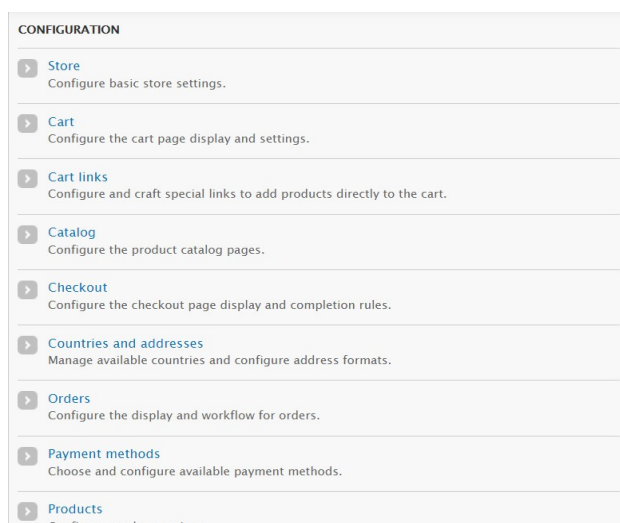 CONFIGURATION
Store
Configure basic store settings.
Cart
Configure the cart page display and settings.
Cart links
Configure and craft special links to add products directly to the cart.
Catalog
Configure the product catalog pages.
Checkout
Configure the checkout page display and completion rules.
Countries and addresses
Manage available countries and configure address formats.
Orders
Configure the display and workflow for orders.
Payment methods
Choose and configure available payment methods.
Products